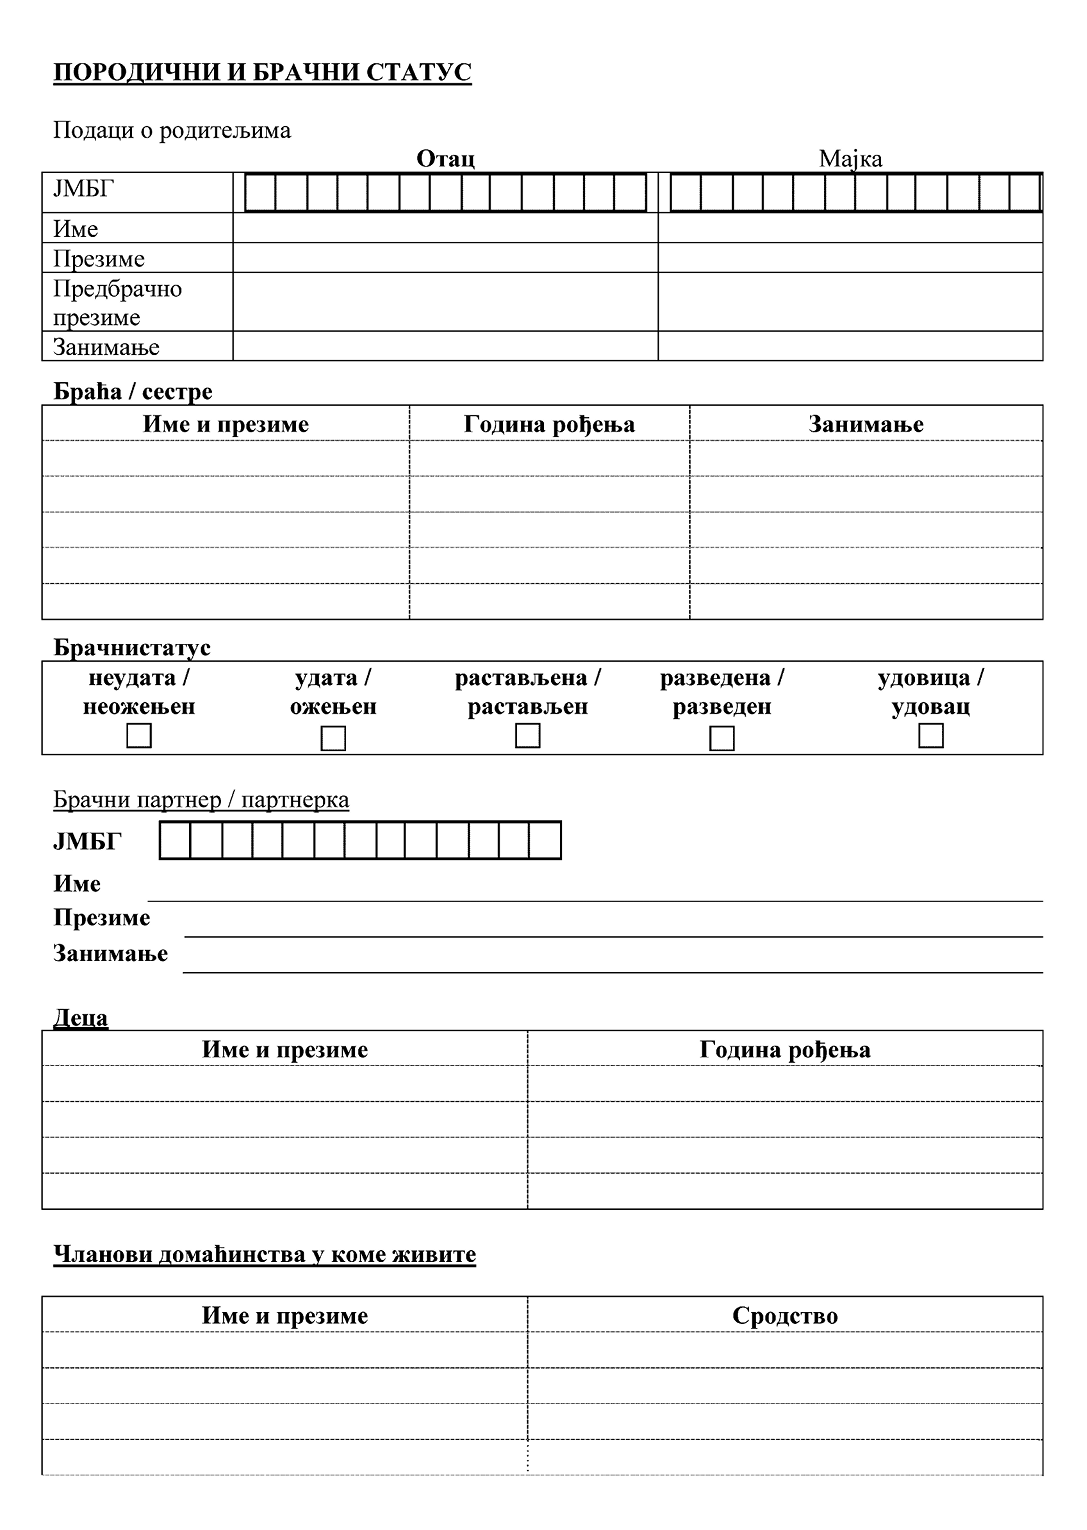 ПОРОДИЧНИ И БРАЧНИ СТАТУС
Подаци о родитељима
Отац Мајка
ЈМБГ
Име
Презиме
Предбрачно
презиме
Занимање
Браћа / сестре
Име и презиме Година рођења Занимање
Брачнистатус
неудата / удата / растављена / разведена / удовица /
неожењен ожењен растављен разведен удовац
Брачни партнер / партнерка
ЈМБГ
Име
Презиме
Занимање
Деца
Име и презиме Година рођења
Чланови домаћинства у коме живите
Име и презиме Сродство